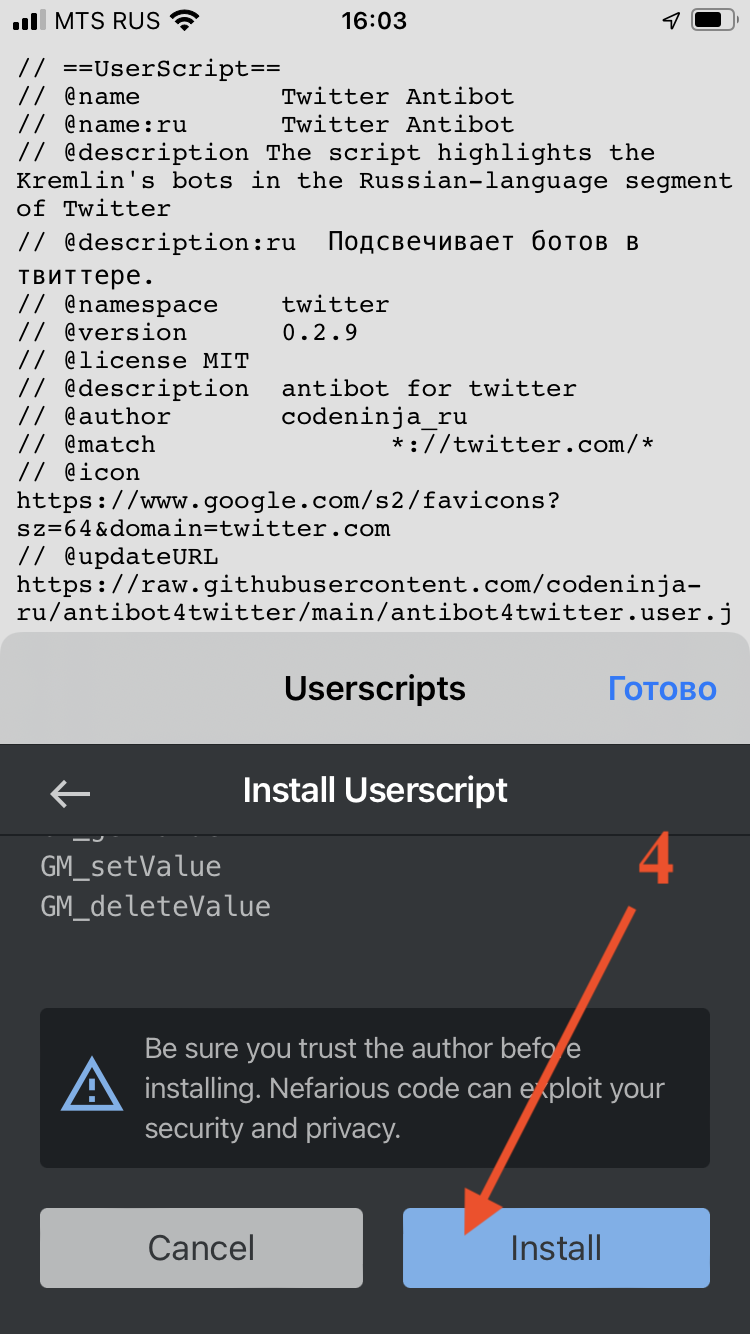 MTS RUS
16:03
// ==UserScript==
// @name         Twitter Antibot
// @name:ru      Twitter Antibot
// @description The script highlights the
Kremlin's bots in the Russian-language segment
of Twitter
// @description:ru  Подсвечивает ботов в
твиттере.
// @namespace    twitter
// @version      0.2.9
// @license MIT
// @description  antibot for twitter
// @author       codeninja_ru
// @match               *://twitter.com/*
// @icon
https://www.google.com/s2/favicons?
sz=64&domain=twitter.com
// @updateURL
https://raw.githubusercontent.com/codeninja-
ru/antibot4twitter/main/antibot4twitter.user.j
Userscripts
Готово
Install Userscript
4
GM_setValue
GM_deleteValue
Be sure you trust the author before
installing. Nefarious code can exploit your
security and privacy.
Cancel
Install